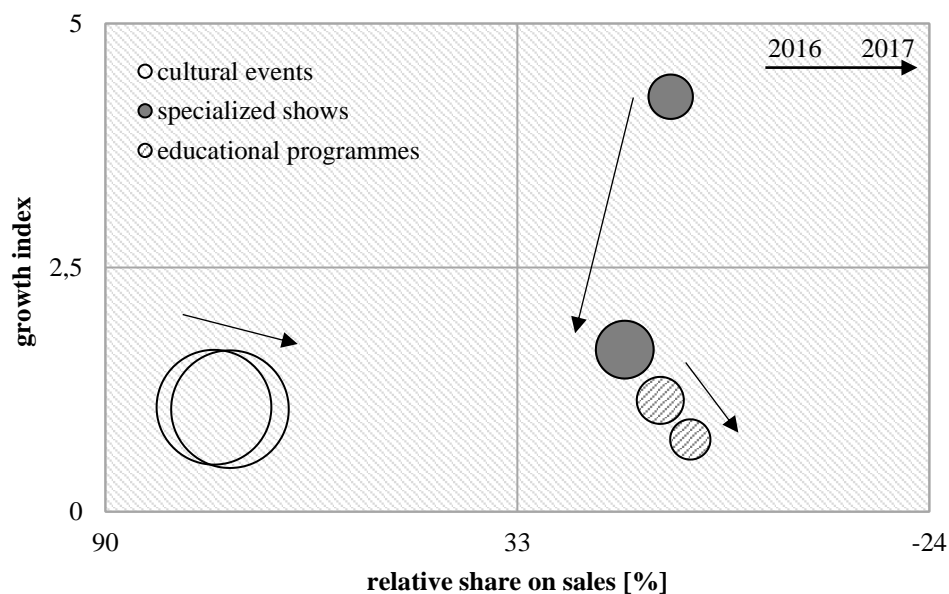 5
2016 2017
cultural events
specialized shows
educational programmes
growth index
2,5
0
90 33 -24
relative share on sales [%]